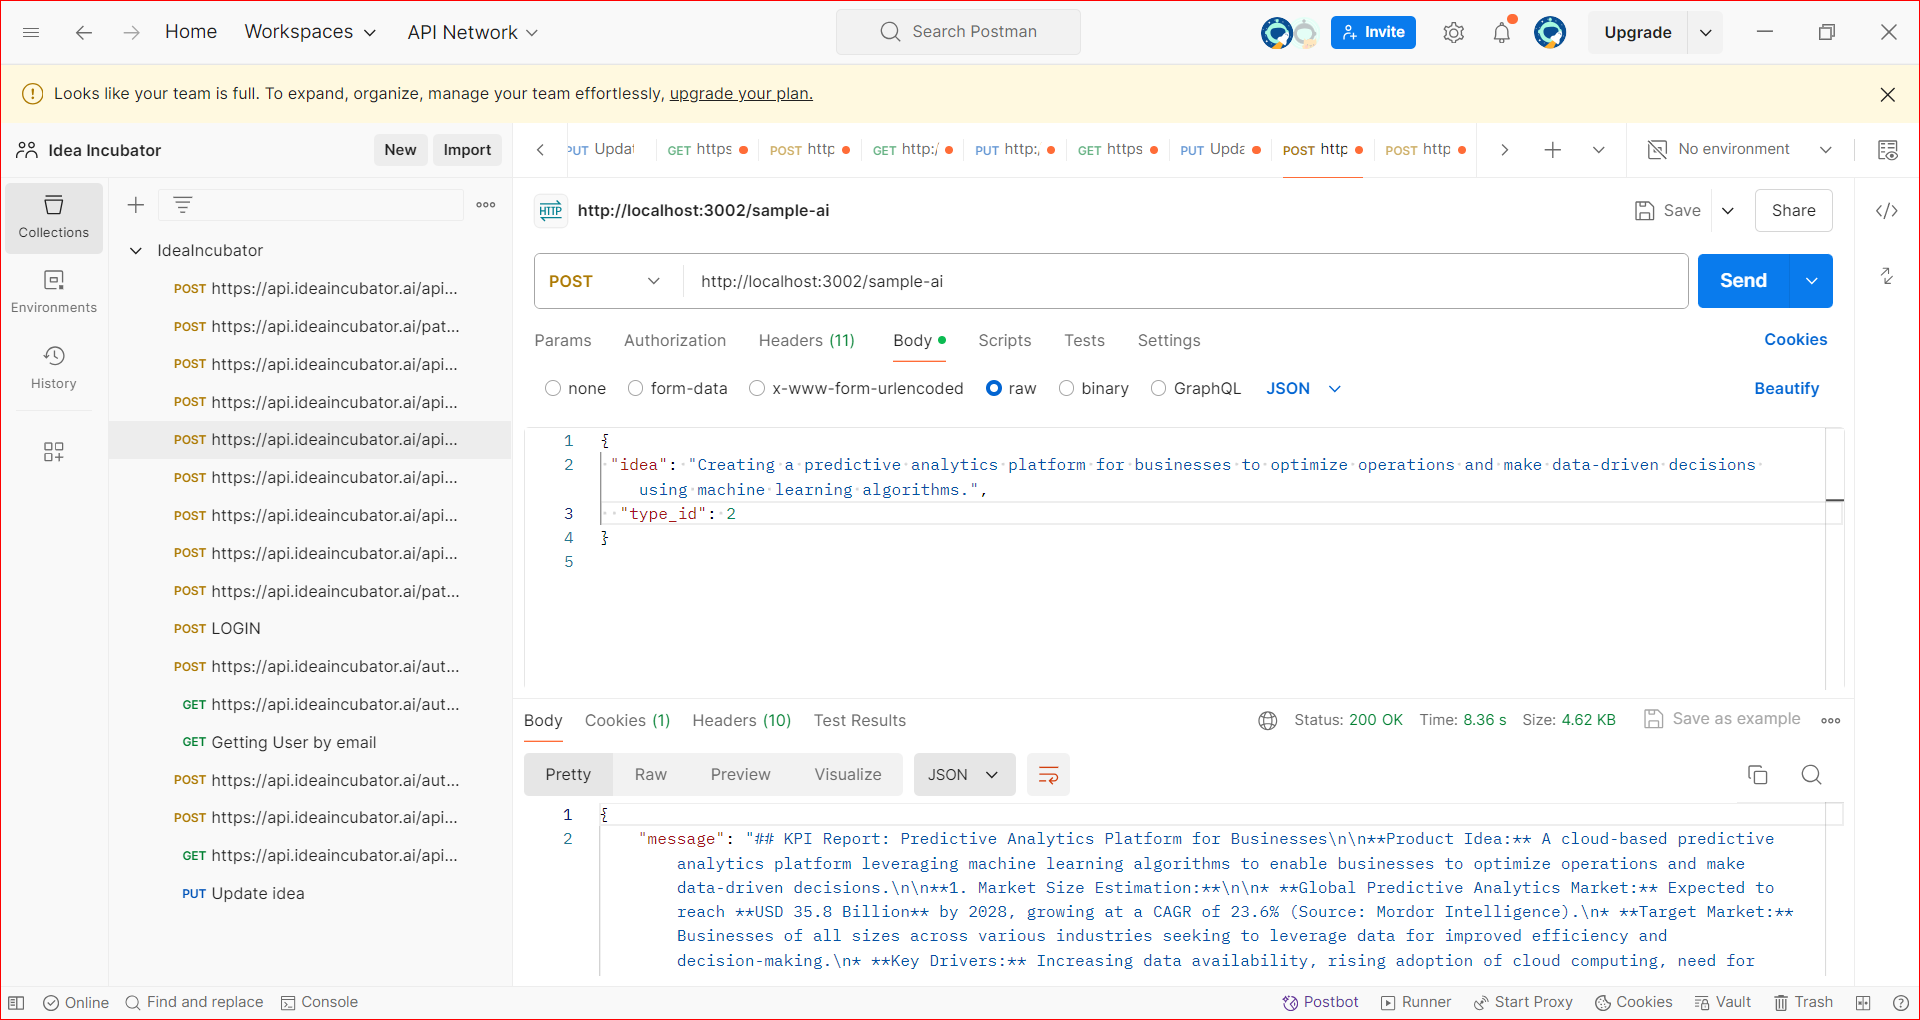 Home Workspaces API Network Search Postman Invite Upgrade
Looks like your team is full. To expand, organize, manage your team effortlessly, upgrade your plan.
Idea Incubator New Import
PUT Updat GET https POST http GET http:/ PUT http:/ GET https PUT Upda POST http POST http No environment
Collections
Environments
History
IdeaIncubator
POST https://api.ideaincubator.ai/api...
POST https://api.ideaincubator.ai/pat...
POST https://api.ideaincubator.ai/api...
POST https://api.ideaincubator.ai/api...
POST https://api.ideaincubator.ai/api...
POST https://api.ideaincubator.ai/api...
POST https://api.ideaincubator.ai/api...
POST https://api.ideaincubator.ai/api...
POST https://api.ideaincubator.ai/pat...
POST LOGIN
POST https://api.ideaincubator.ai/aut...
GET https://api.ideaincubator.ai/aut...
GET Getting User by email
POST https://api.ideaincubator.ai/aut...
POST https://api.ideaincubator.ai/api...
GET https://api.ideaincubator.ai/api...
PUT Update idea
HTTP http://localhost:3002/sample-ai Save Share
POST http://localhost:3002/sample-ai Send
Params Authorization Headers (11) Body Scripts Tests Settings Cookies
none form-data x-www-form-urlencoded raw binary GraphQL JSON Beautify
1 {
2 "idea": "Creating a predictive analytics platform for businesses to optimize operations and make data-driven decisions
using machine learning algorithms.",
3 "type_id": 2
4 }
5
Body Cookies (1) Headers (10) Test Results Status: 200 OK Time: 8.36 s Size: 4.62 KB Save as example
Pretty Raw Preview Visualize JSON
1 {
2 "message": "## KPI Report: Predictive Analytics Platform for Businesses\n\n**Product Idea:** A cloud-based predictive
analytics platform leveraging machine learning algorithms to enable businesses to optimize operations and make
data-driven decisions.\n\n**1. Market Size Estimation:**\n\n* **Global Predictive Analytics Market:** Expected to
reach **USD 35.8 Billion** by 2028, growing at a CAGR of 23.6% (Source: Mordor Intelligence).\n* **Target Market:**
Businesses of all sizes across various industries seeking to leverage data for improved efficiency and
decision-making.\n* **Key Drivers:** Increasing data availability, rising adoption of cloud computing, need for
Online Find and replace Console Postbot Runner Start Proxy Cookies Vault Trash